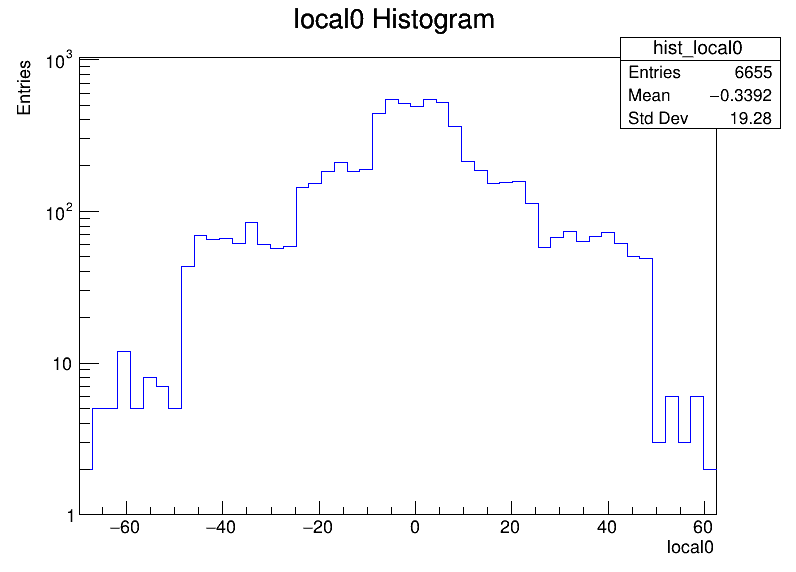 local0 Histogram
hist_local0
Entries 6655
Mean −0.3392
Std Dev 19.28
Entries
10³
10²
10
1
−60 −40 −20 0 20 40 60
local0